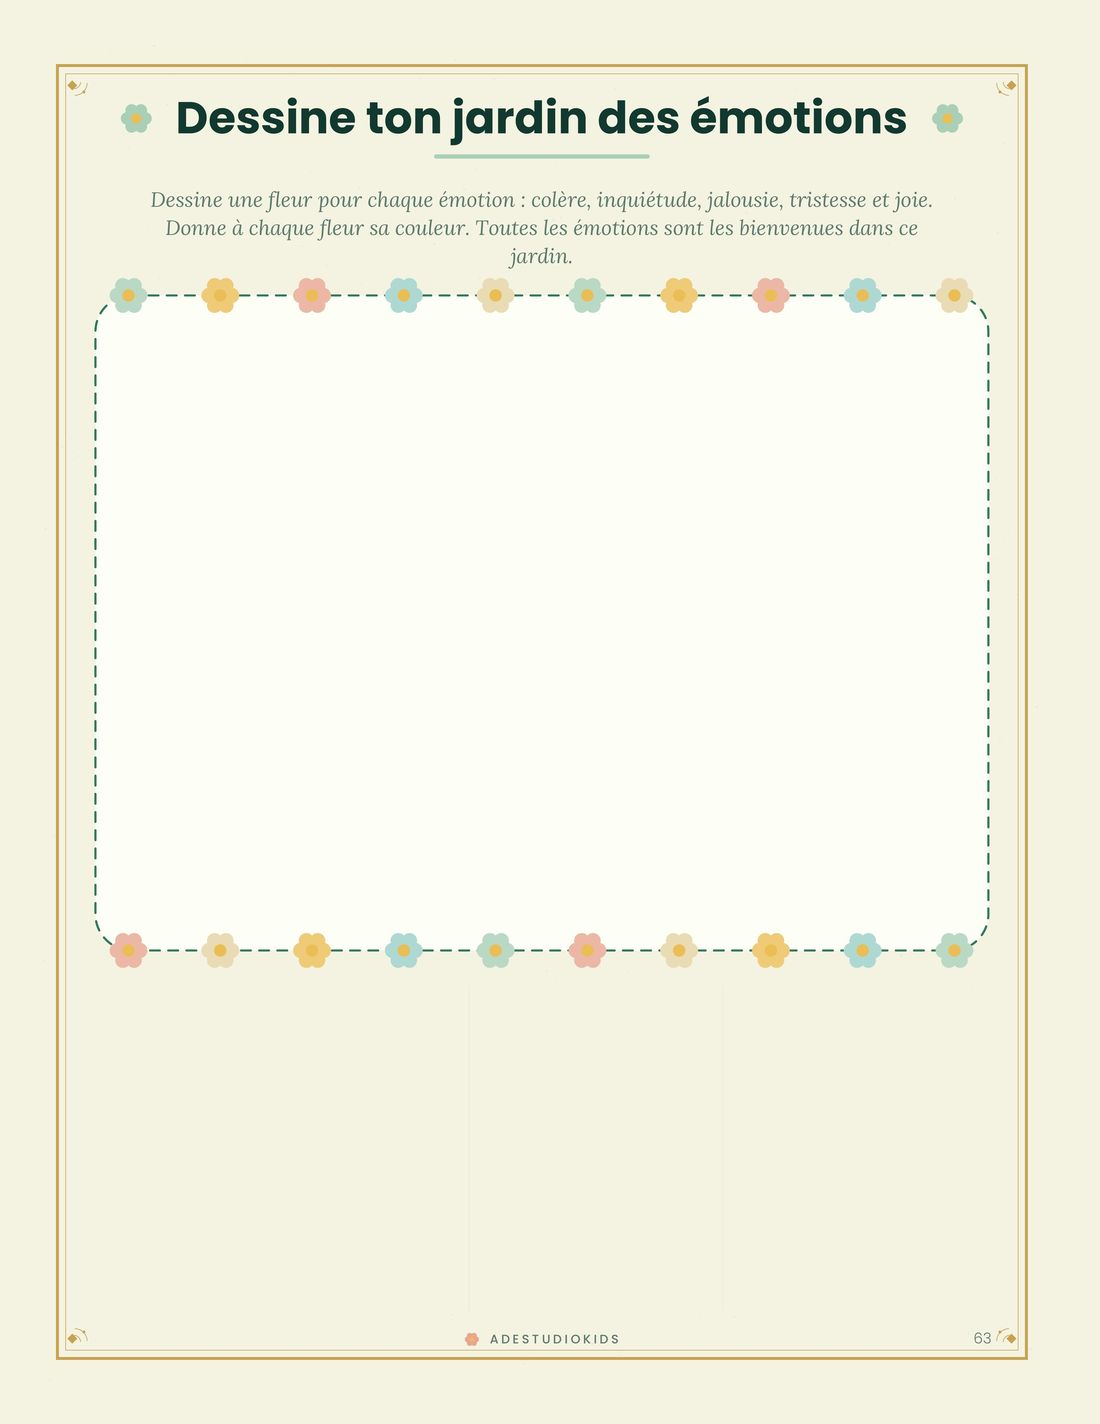 Dessine ton jardin des émotions
Dessine une fleur pour chaque émotion : colère, inquiétude, jalousie, tristesse et joie.
Donne à chaque fleur sa couleur. Toutes les émotions sont les bienvenues dans ce
jardin.
ADESTUDIOKIDS
63